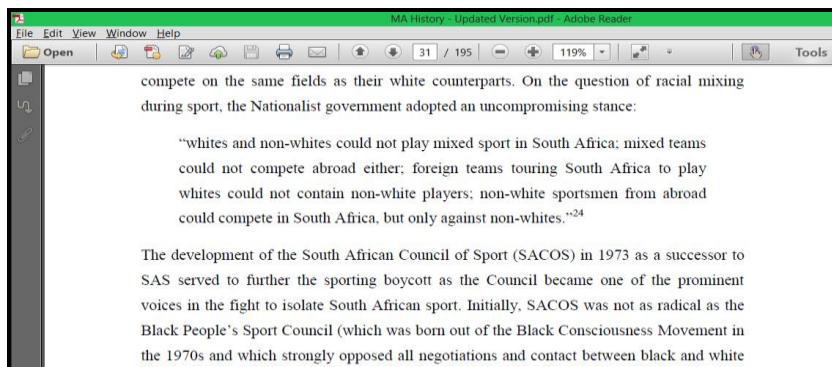 MA History - Updated Version.pdf - Adobe Reader
File Edit View Window Help
Open 31 / 195 119% Tools
compete on the same fields as their white counterparts. On the question of racial mixing
during sport, the Nationalist government adopted an uncompromising stance:
“whites and non-whites could not play mixed sport in South Africa; mixed teams
could not compete abroad either; foreign teams touring South Africa to play
whites could not contain non-white players; non-white sportsmen from abroad
could compete in South Africa, but only against non-whites.”24
The development of the South African Council of Sport (SACOS) in 1973 as a successor to
SAS served to further the sporting boycott as the Council became one of the prominent
voices in the fight to isolate South African sport. Initially, SACOS was not as radical as the
Black People’s Sport Council (which was born out of the Black Consciousness Movement in
the 1970s and which strongly opposed all negotiations and contact between black and white